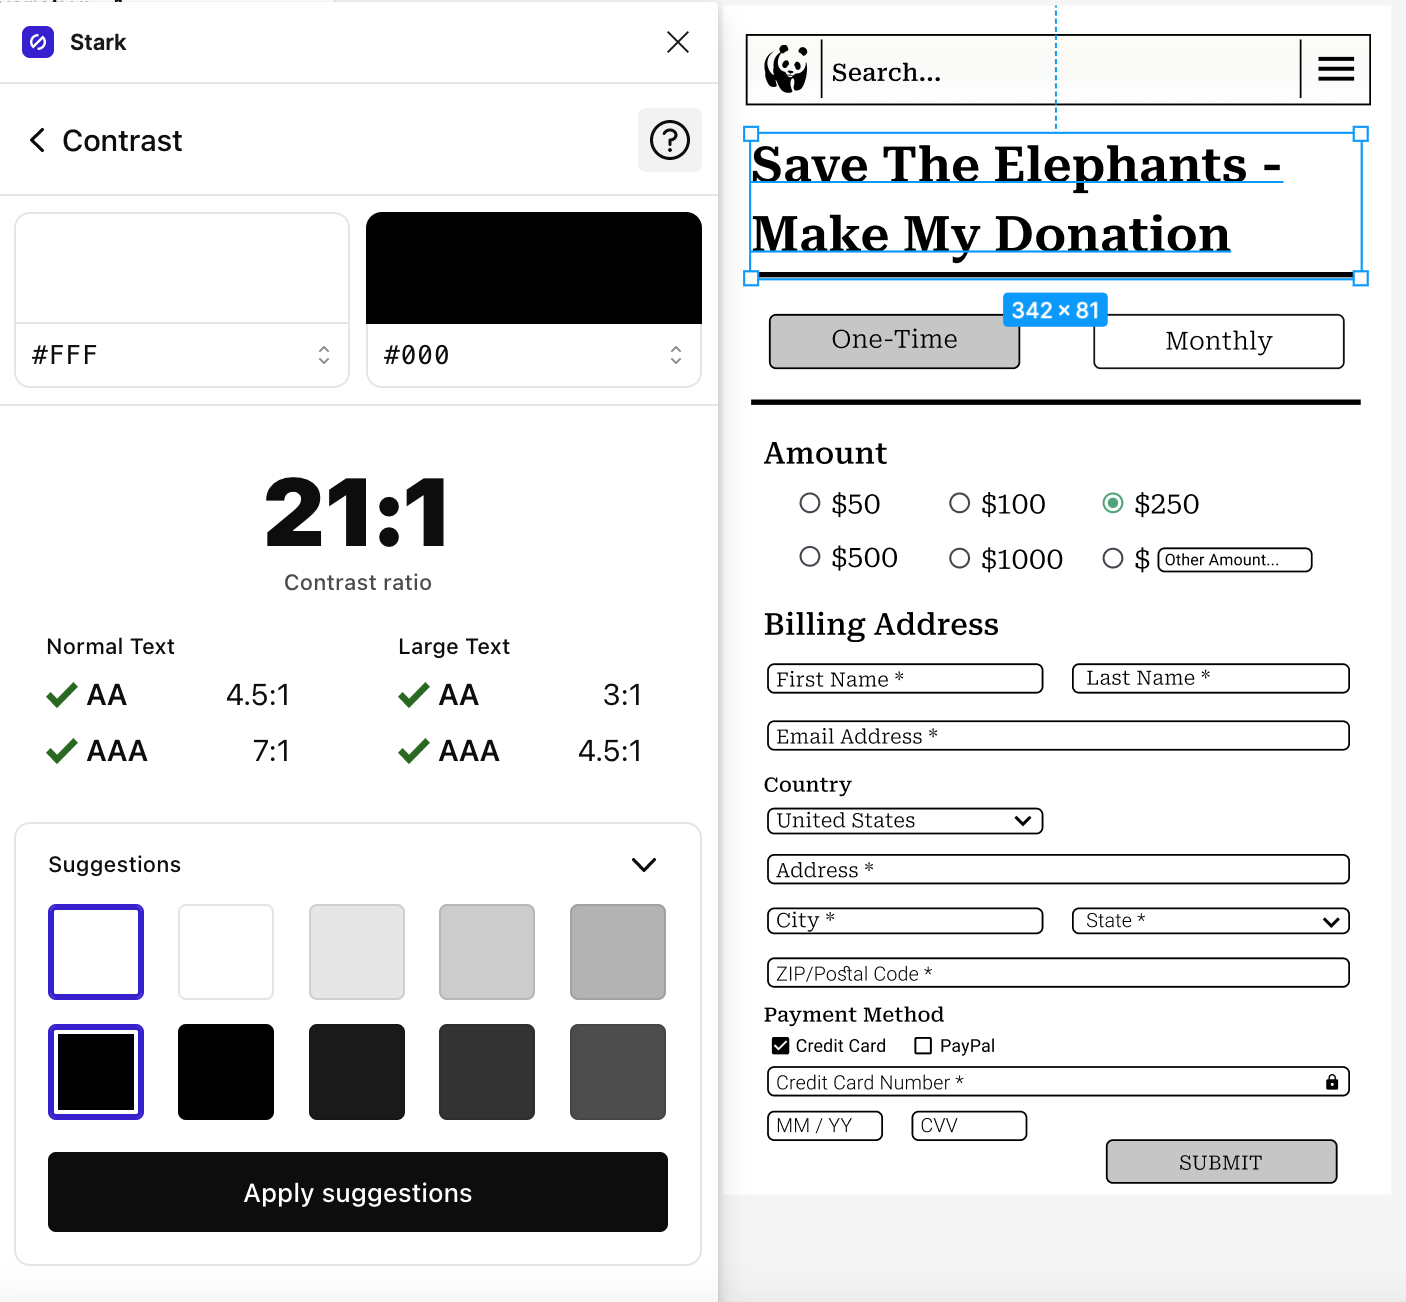 Stark
Contrast
#FFF
#000
21:1
Contrast ratio
Normal Text
AA 4.5:1
AAA 7:1
Large Text
AA 3:1
AAA 4.5:1
Suggestions
Apply suggestions
Search...
Save The Elephants -
Make My Donation
342 × 81
One-Time
Monthly
Amount
$50 $100 $250
$500 $1000 $ Other Amount...
Billing Address
First Name * Last Name *
Email Address *
Country
United States
Address *
City * State *
ZIP/Postal Code *
Payment Method
Credit Card PayPal
Credit Card Number *
MM / YY CVV
SUBMIT